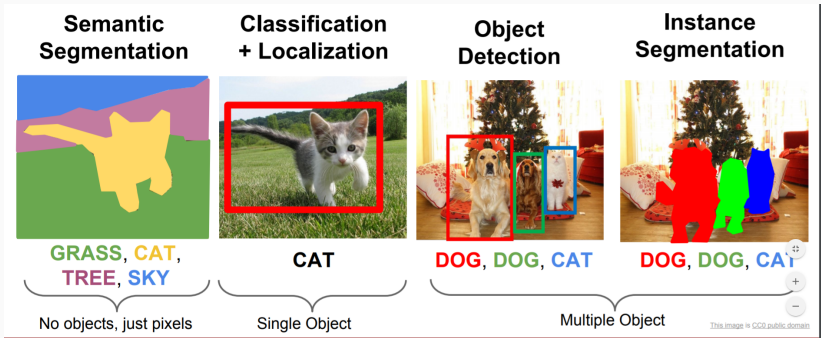 Semantic
Segmentation
Classification
+ Localization
Object
Detection
Instance
Segmentation
GRASS, CAT,
TREE, SKY
CAT
DOG, DOG, CAT
DOG, DOG, CAT
No objects, just pixels
Single Object
Multiple Object
This image is CC0 public domain